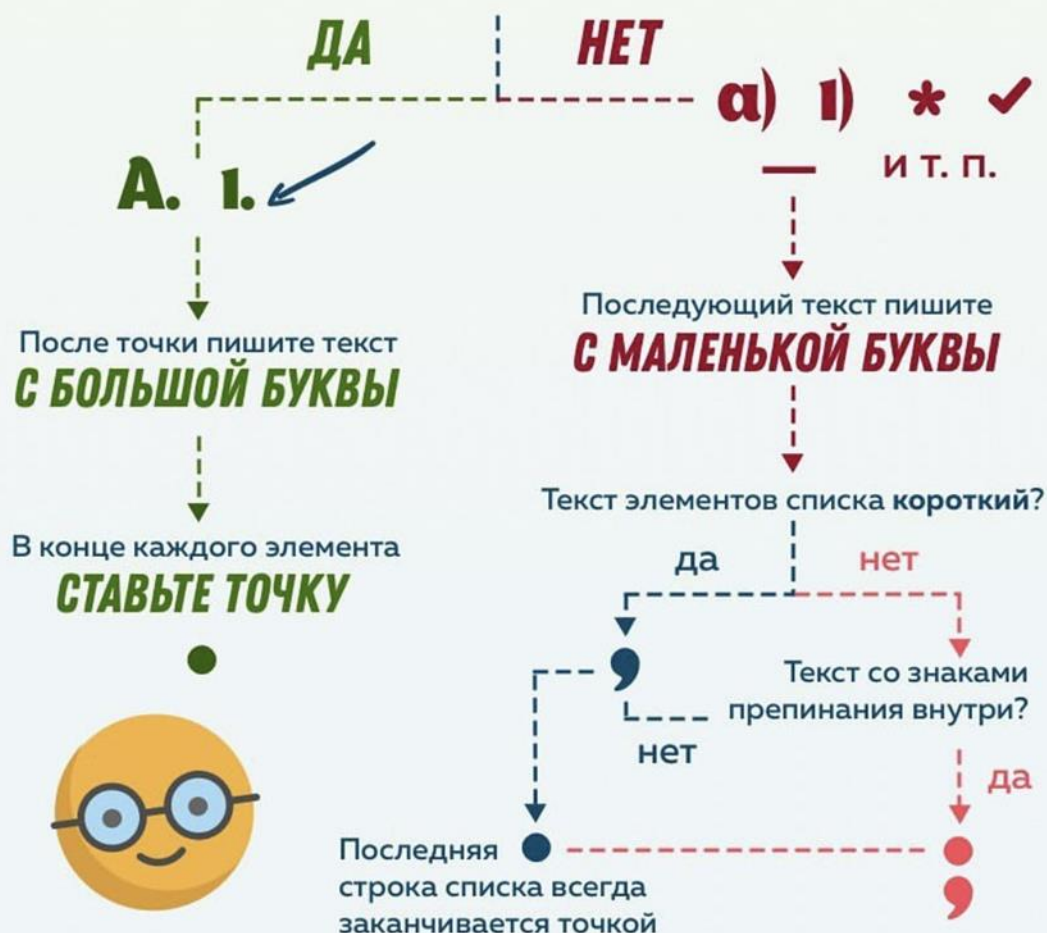 ДА
НЕТ
а) 1) * ✓
— и т. п.
А. 1.
После точки пишите текст
С БОЛЬШОЙ БУКВЫ
В конце каждого элемента
СТАВЬТЕ ТОЧКУ
Последующий текст пишите
С МАЛЕНЬКОЙ БУКВЫ
Текст элементов списка короткий?
да
нет
,
Текст со знаками
препинания внутри?
нет
да
;
Последняя
строка списка всегда
заканчивается точкой